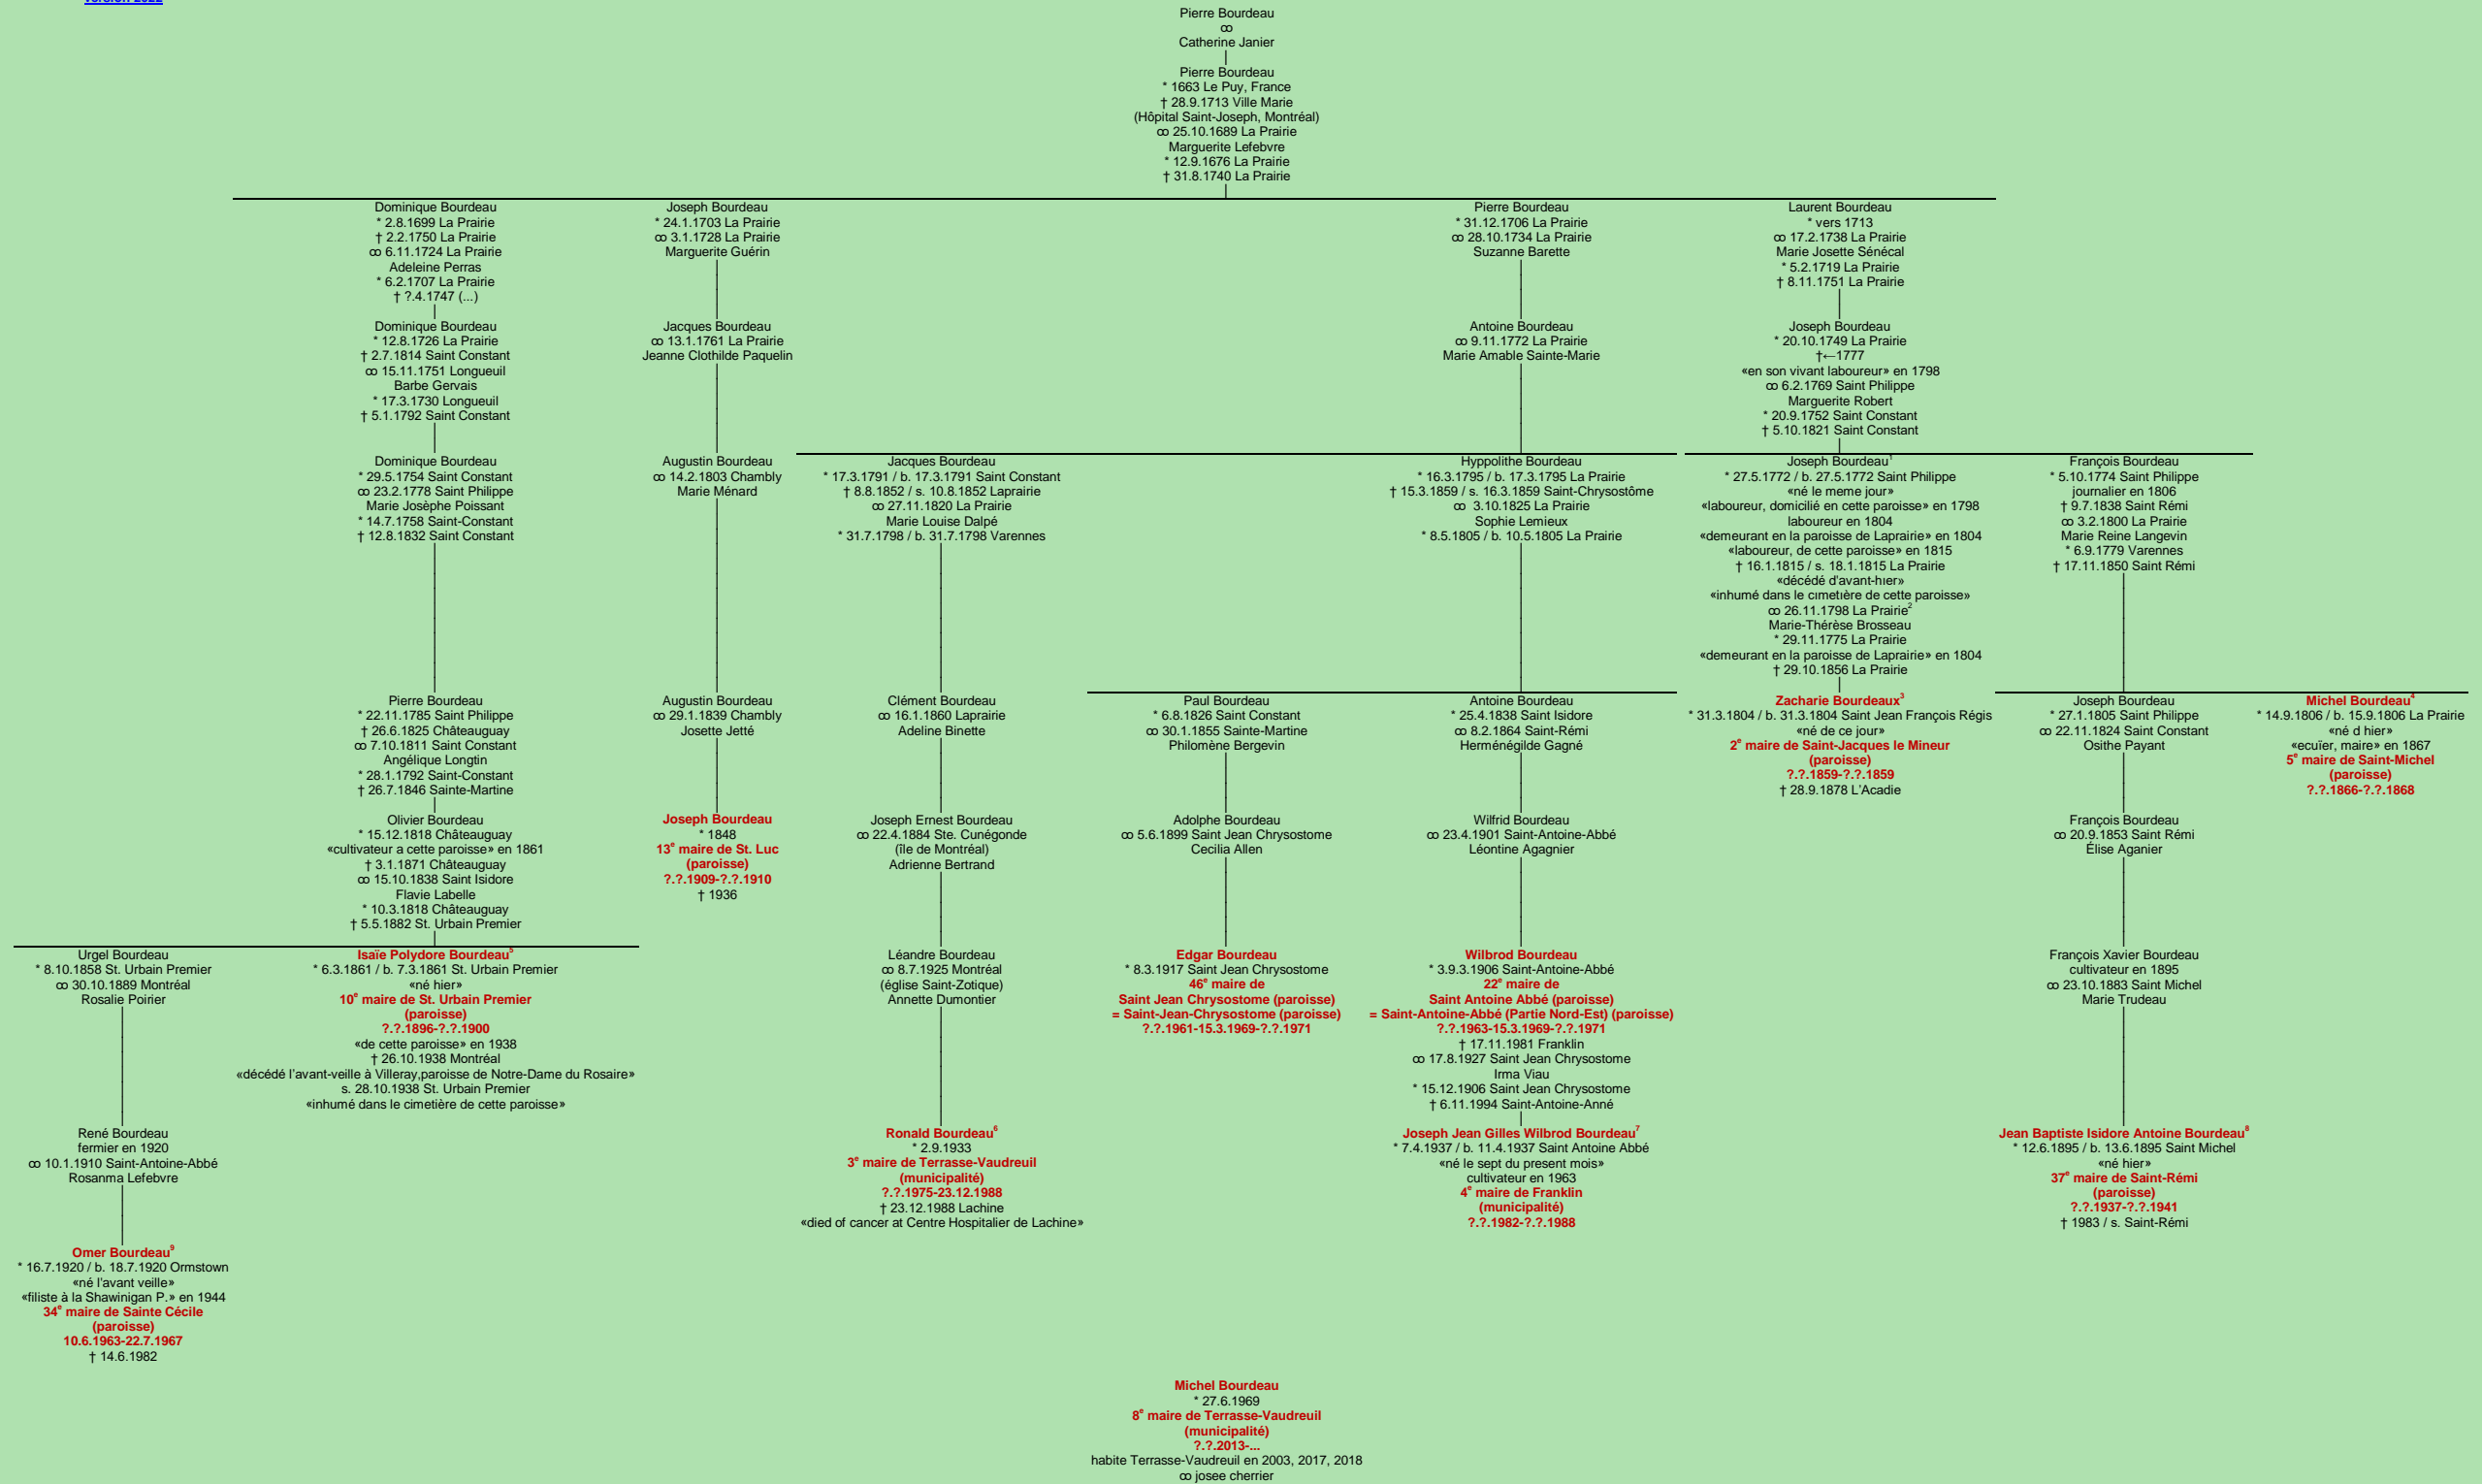 version 2022
Pierre Bourdeau
ꝏ
Catherine Janier
Pierre Bourdeau
* 1663 Le Puy, France
† 28.9.1713 Ville Marie
(Hôpital Saint-Joseph, Montréal)
ꝏ 25.10.1689 La Prairie
Marguerite Lefebvre
* 12.9.1676 La Prairie
† 31.8.1740 La Prairie
Dominique Bourdeau
* 2.8.1699 La Prairie
† 2.2.1750 La Prairie
ꝏ 6.11.1724 La Prairie
Adeleine Perras
* 6.2.1707 La Prairie
† ?.4.1747 (...)
Joseph Bourdeau
* 24.1.1703 La Prairie
ꝏ 3.1.1728 La Prairie
Marguerite Guérin
Pierre Bourdeau
* 31.12.1706 La Prairie
ꝏ 28.10.1734 La Prairie
Suzanne Barette
Laurent Bourdeau
* vers 1713
ꝏ 17.2.1738 La Prairie
Marie Josette Sénécal
* 5.2.1719 La Prairie
† 8.11.1751 La Prairie
Dominique Bourdeau
* 12.8.1726 La Prairie
† 2.7.1814 Saint Constant
ꝏ 15.11.1751 Longueuil
Barbe Gervais
* 17.3.1730 Longueuil
† 5.1.1792 Saint Constant
Jacques Bourdeau
ꝏ 13.1.1761 La Prairie
Jeanne Clothilde Paquelin
Antoine Bourdeau
ꝏ 9.11.1772 La Prairie
Marie Amable Sainte-Marie
Joseph Bourdeau
* 20.10.1749 La Prairie
†←1777
«en son vivant laboureur» en 1798
ꝏ 6.2.1769 Saint Philippe
Marguerite Robert
* 20.9.1752 Saint Constant
† 5.10.1821 Saint Constant
Dominique Bourdeau
* 29.5.1754 Saint Constant
ꝏ 23.2.1778 Saint Philippe
Marie Josèphe Poissant
* 14.7.1758 Saint-Constant
† 12.8.1832 Saint Constant
Augustin Bourdeau
ꝏ 14.2.1803 Chambly
Marie Ménard
Jacques Bourdeau
* 17.3.1791 / b. 17.3.1791 Saint Constant
† 8.8.1852 / s. 10.8.1852 Laprairie
ꝏ 27.11.1820 La Prairie
Marie Louise Dalpé
* 31.7.1798 / b. 31.7.1798 Varennes
Hyppolithe Bourdeau
* 16.3.1795 / b. 17.3.1795 La Prairie
† 15.3.1859 / s. 16.3.1859 Saint-Chrysostôme
ꝏ 3.10.1825 La Prairie
Sophie Lemieux
* 8.5.1805 / b. 10.5.1805 La Prairie
Joseph Bourdeau¹
* 27.5.1772 / b. 27.5.1772 Saint Philippe
«né le meme jour»
«laboureur, domicilié en cette paroisse» en 1798
laboureur en 1804
«demeurant en la paroisse de Laprairie» en 1804
«laboureur, de cette paroisse» en 1815
† 16.1.1815 / s. 18.1.1815 La Prairie
«décédé d'avant-hier»
«inhumé dans le cimetière de cette paroisse»
ꝏ 26.11.1798 La Prairie²
Marie-Thérèse Brosseau
* 29.11.1775 La Prairie
«demeurant en la paroisse de Laprairie» en 1804
† 29.10.1856 La Prairie
François Bourdeau
* 5.10.1774 Saint Philippe
journalier en 1806
† 9.7.1838 Saint Rémi
ꝏ 3.2.1800 La Prairie
Marie Reine Langevin
* 6.9.1779 Varennes
† 17.11.1850 Saint Rémi
Pierre Bourdeau
* 22.11.1785 Saint Philippe
† 26.6.1825 Châteauguay
ꝏ 7.10.1811 Saint Constant
Angélique Longtin
* 28.1.1792 Saint-Constant
† 26.7.1846 Sainte-Martine
Augustin Bourdeau
ꝏ 29.1.1839 Chambly
Josette Jetté
Clément Bourdeau
ꝏ 16.1.1860 Laprairie
Adeline Binette
Paul Bourdeau
* 6.8.1826 Saint Constant
ꝏ 30.1.1855 Sainte-Martine
Philomène Bergevin
Antoine Bourdeau
* 25.4.1838 Saint Isidore
ꝏ 8.2.1864 Saint-Rémi
Herménégilde Gagné
Zacharie Bourdeaux³
* 31.3.1804 / b. 31.3.1804 Saint Jean François Régis
«né de ce jour»
2ᵉ maire de Saint-Jacques le Mineur
(paroisse)
?.?.1859-?.?.1859
† 28.9.1878 L'Acadie
Joseph Bourdeau
* 27.1.1805 Saint Philippe
ꝏ 22.11.1824 Saint Constant
Osithe Payant
Michel Bourdeau⁴
* 14.9.1806 / b. 15.9.1806 La Prairie
«né d hier»
«ecuïer, maire» en 1867
5ᵉ maire de Saint-Michel
(paroisse)
?.?.1866-?.?.1868
Olivier Bourdeau
* 15.12.1818 Châteauguay
«cultivateur a cette paroisse» en 1861
† 3.1.1871 Châteauguay
ꝏ 15.10.1838 Saint Isidore
Flavie Labelle
* 10.3.1818 Châteauguay
† 5.5.1882 St. Urbain Premier
Joseph Bourdeau
* 1848
13ᵉ maire de St. Luc
(paroisse)
?.?.1909-?.?.1910
† 1936
Joseph Ernest Bourdeau
ꝏ 22.4.1884 Ste. Cunégonde
(île de Montréal)
Adrienne Bertrand
Adolphe Bourdeau
ꝏ 5.6.1899 Saint Jean Chrysostome
Cecilia Allen
Wilfrid Bourdeau
ꝏ 23.4.1901 Saint-Antoine-Abbé
Léontine Agagnier
François Bourdeau
ꝏ 20.9.1853 Saint Rémi
Élise Aganier
Urgel Bourdeau
* 8.10.1858 St. Urbain Premier
ꝏ 30.10.1889 Montréal
Rosalie Poirier
Isaïe Polydore Bourdeau⁵
* 6.3.1861 / b. 7.3.1861 St. Urbain Premier
«né hier»
10ᵉ maire de St. Urbain Premier
(paroisse)
?.?.1896-?.?.1900
«de cette paroisse» en 1938
† 26.10.1938 Montréal
«décédé l'avant-veille à Villeray,paroisse de Notre-Dame du Rosaire»
s. 28.10.1938 St. Urbain Premier
«inhumé dans le cimetière de cette paroisse»
Léandre Bourdeau
ꝏ 8.7.1925 Montréal
(église Saint-Zotique)
Annette Dumontier
Edgar Bourdeau
* 8.3.1917 Saint Jean Chrysostome
46ᵉ maire de
Saint Jean Chrysostome (paroisse)
= Saint-Jean-Chrysostome (paroisse)
?.?.1961-15.3.1969-?.?.1971
Wilbrod Bourdeau
* 3.9.3.1906 Saint-Antoine-Abbé
22ᵉ maire de
Saint Antoine Abbé (paroisse)
= Saint-Antoine-Abbé (Partie Nord-Est) (paroisse)
?.?.1963-15.3.1969-?.?.1971
† 17.11.1981 Franklin
ꝏ 17.8.1927 Saint Jean Chrysostome
Irma Viau
* 15.12.1906 Saint Jean Chrysostome
† 6.11.1994 Saint-Antoine-Anné
François Xavier Bourdeau
cultivateur en 1895
ꝏ 23.10.1883 Saint Michel
Marie Trudeau
René Bourdeau
fermier en 1920
ꝏ 10.1.1910 Saint-Antoine-Abbé
Rosanma Lefebvre
Ronald Bourdeau⁶
* 2.9.1933
3ᵉ maire de Terrasse-Vaudreuil
(municipalité)
?.?.1975-23.12.1988
† 23.12.1988 Lachine
«died of cancer at Centre Hospitalier de Lachine»
Joseph Jean Gilles Wilbrod Bourdeau⁷
* 7.4.1937 / b. 11.4.1937 Saint Antoine Abbé
«né le sept du present mois»
cultivateur en 1963
4ᵉ maire de Franklin
(municipalité)
?.?.1982-?.?.1988
Jean Baptiste Isidore Antoine Bourdeau⁸
* 12.6.1895 / b. 13.6.1895 Saint Michel
«né hier»
37ᵉ maire de Saint-Rémi
(paroisse)
?.?.1937-?.?.1941
† 1983 / s. Saint-Rémi
Omer Bourdeau⁹
* 16.7.1920 / b. 18.7.1920 Ormstown
«né l'avant veille»
«filiste à la Shawinigan P.» en 1944
34ᵉ maire de Sainte Cécile
(paroisse)
10.6.1963-22.7.1967
† 14.6.1982
Michel Bourdeau
* 27.6.1969
8ᵉ maire de Terrasse-Vaudreuil
(municipalité)
?.?.2013-...
habite Terrasse-Vaudreuil en 2003, 2017, 2018
ꝏ josee cherrier